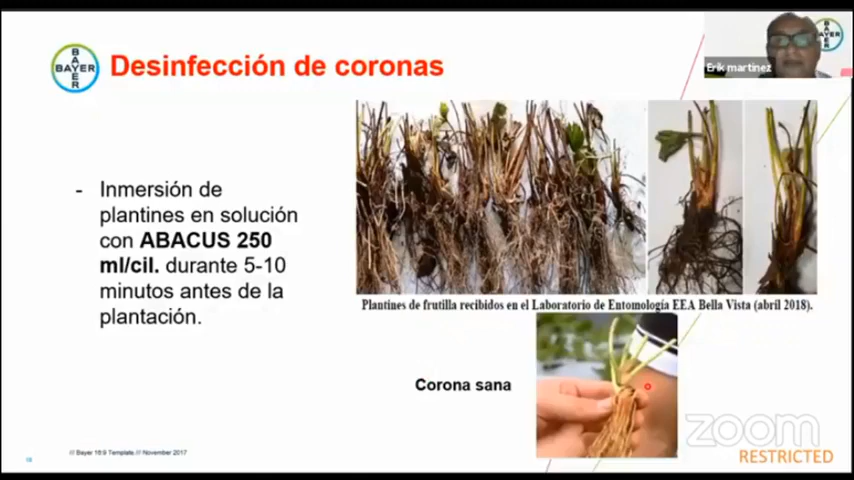 BAYER
BAYER
Desinfección de coronas
BAYER
Erik martinez
- Inmersión de
plantines en solución
con ABACUS 250
ml/cil. durante 5-10
minutos antes de la
plantación.
Plantines de frutilla recibidos en el Laboratorio de Entomología EEA Bella Vista (abril 2018).
Corona sana
/// Bayer 16:9 Template /// November 2017
zoom
RESTRICTED